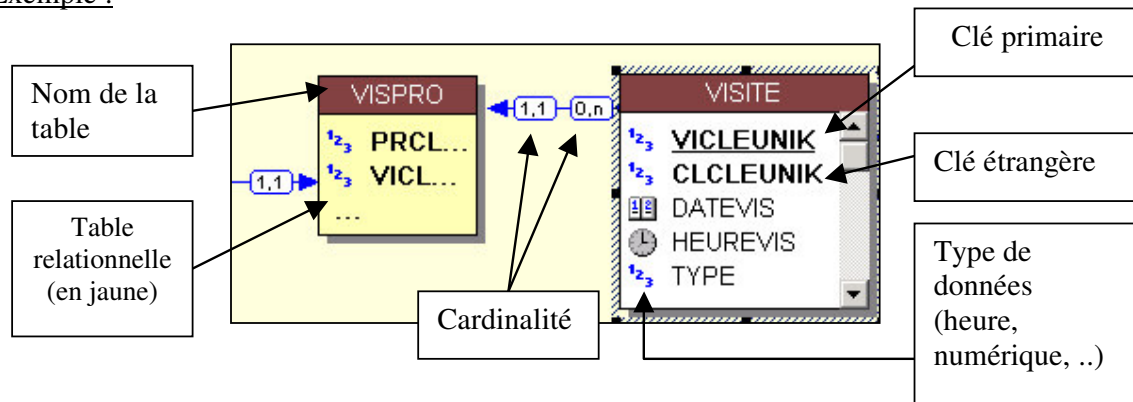 Exemple :
Nom de la
table
Table
relationnelle
(en jaune)
1,1
VISPRO
PRCL...
VICL...
...
1,1
0,n
Cardinalité
VISITE
VICLEUNIK
CLCLEUNIK
DATEVIS
HEUREVIS
TYPE
Clé primaire
Clé étrangère
Type de
données
(heure,
numérique, ..)